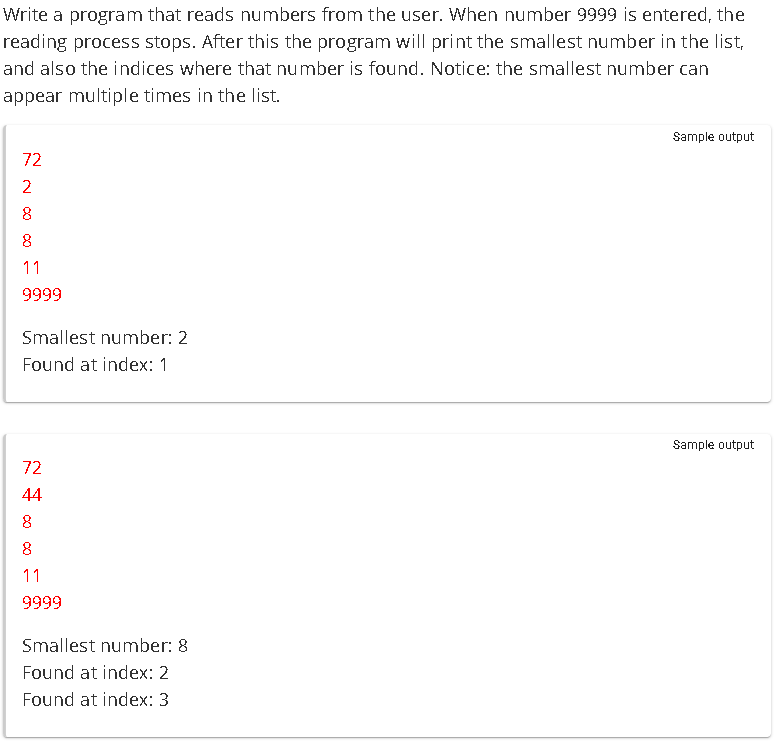 Write a program that reads numbers from the user. When number 9999 is entered, the
reading process stops. After this the program will print the smallest number in the list,
and also the indices where that number is found. Notice: the smallest number can
appear multiple times in the list.
Sample output
72
2
8
8
11
9999
Smallest number: 2
Found at index: 1
Sample output
72
44
8
8
11
9999
Smallest number: 8
Found at index: 2
Found at index: 3